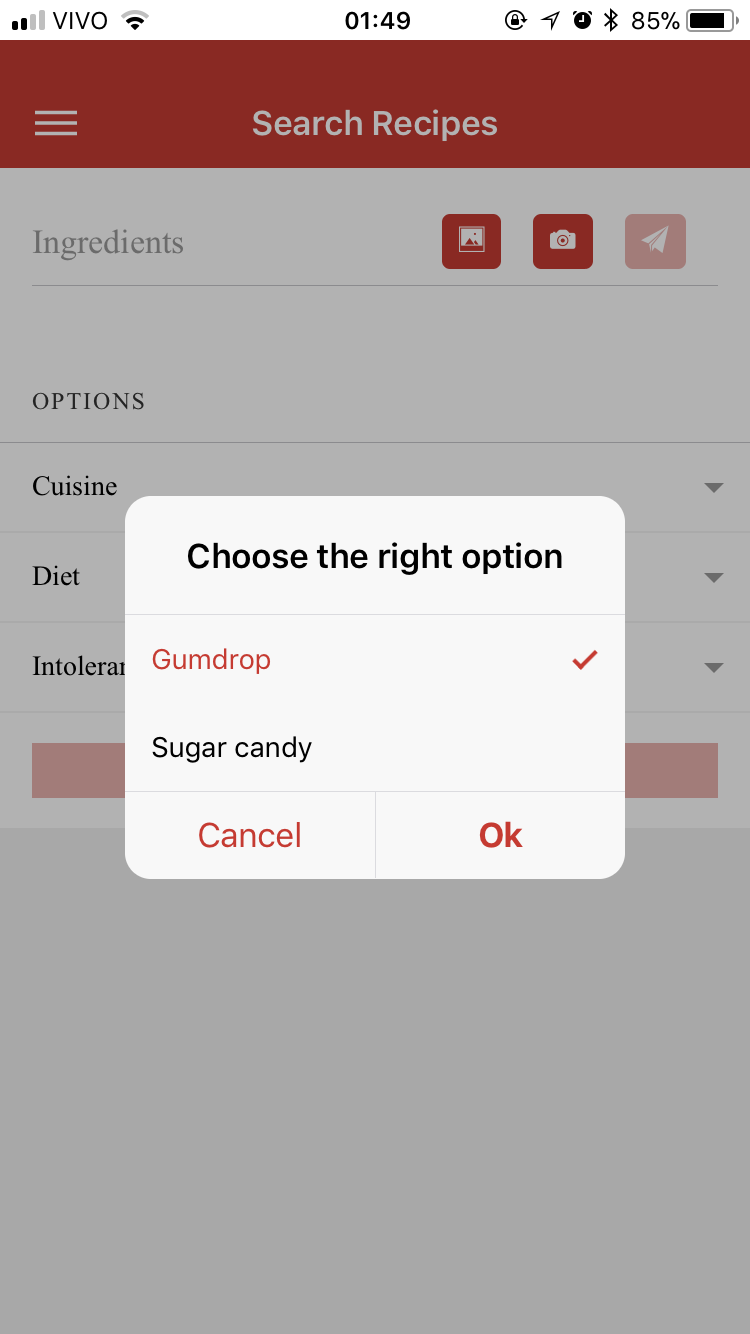 VIVO 01:49 85%
Search Recipes
Ingredients
OPTIONS
Cuisine
Choose the right option
Diet
Gumdrop
Sugar candy
Cancel Ok